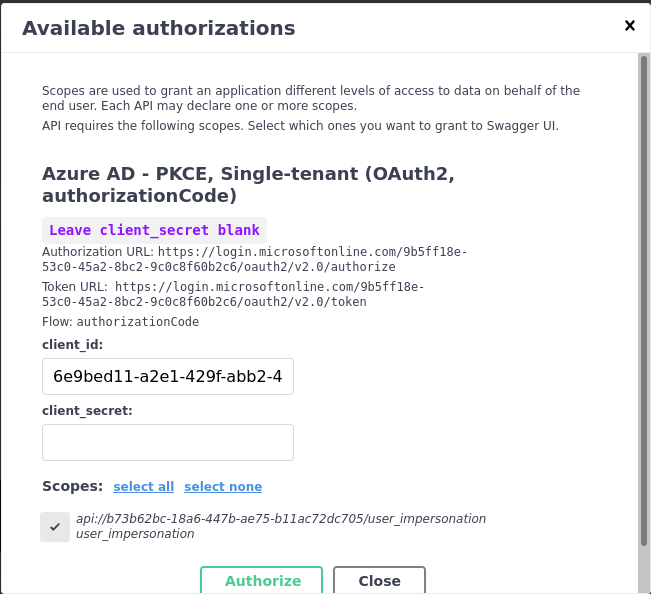 Available authorizations
Scopes are used to grant an application different levels of access to data on behalf of the
end user. Each API may declare one or more scopes.
API requires the following scopes. Select which ones you want to grant to Swagger UI.
Azure AD - PKCE, Single-tenant (OAuth2,
authorizationCode)
Leave client_secret blank
Authorization URL: https://login.microsoftonline.com/9b5ff18e-
53c0-45a2-8bc2-9c0c8f60b2c6/oauth2/v2.0/authorize
Token URL: https://login.microsoftonline.com/9b5ff18e-
53c0-45a2-8bc2-9c0c8f60b2c6/oauth2/v2.0/token
Flow: authorizationCode
client_id:
6e9bed11-a2e1-429f-abb2-4
client_secret:
Scopes: select all select none
api://b73b62bc-18a6-447b-ae75-b11ac72dc705/user_impersonation
user_impersonation
Authorize Close